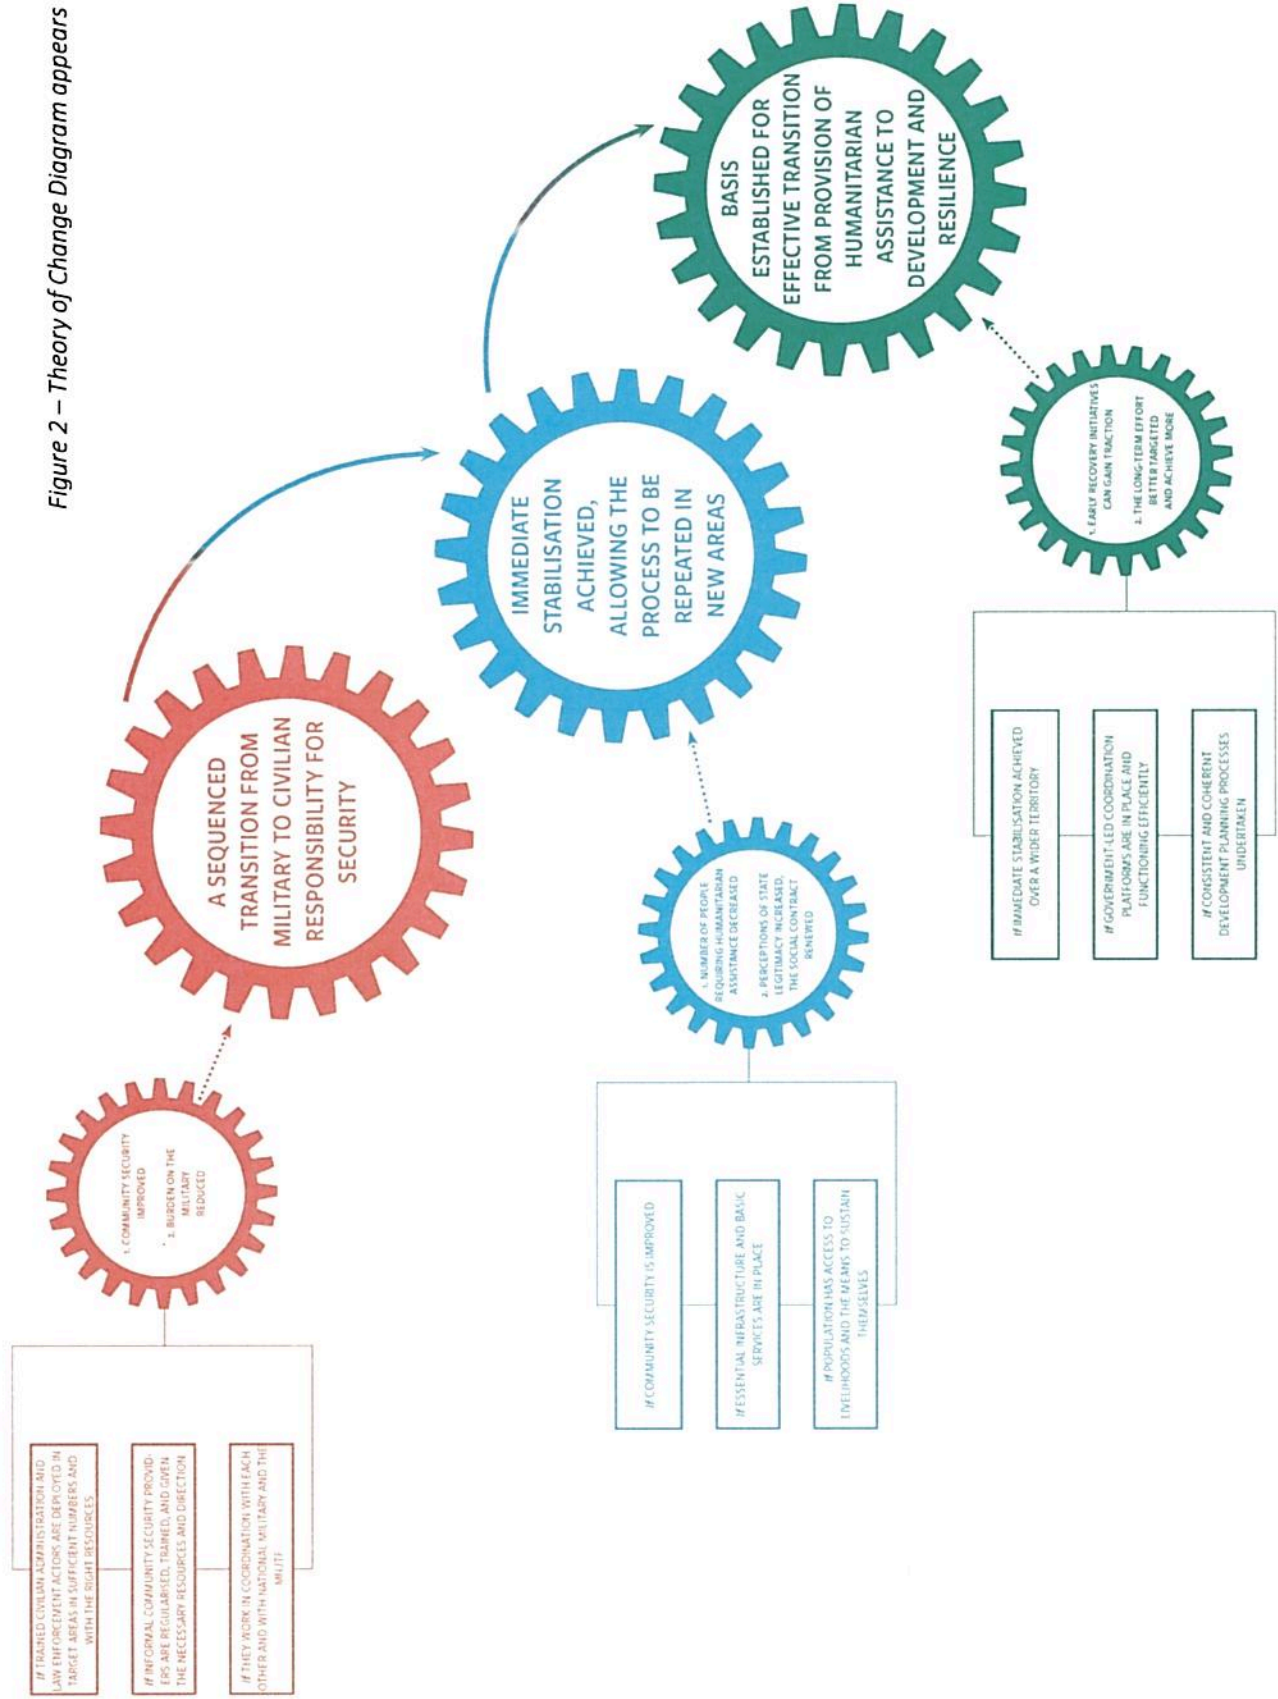 Figure 2 – Theory of Change Diagram appears
If TRAINED CIVILIAN ADMINISTRATION AND
LAW ENFORCEMENT ACTORS ARE DEPLOYED IN
TARGET AREAS IN SUFFICIENT NUMBERS AND
WITH THE RIGHT RESOURCES
If INFORMAL COMMUNITY SECURITY PROVID-
ERS ARE REGULARISED, TRAINED, AND GIVEN
THE NECESSARY RESOURCES AND DIRECTION
If THEY WORK IN COORDINATION WITH EACH
OTHER AND WITH NATIONAL MILITARY AND THE
MNJTF
1. COMMUNITY SECURITY
IMPROVED
2. BURDEN ON THE
MILITARY
REDUCED
A SEQUENCED
TRANSITION FROM
MILITARY TO CIVILIAN
RESPONSIBILITY FOR
SECURITY
If COMMUNITY SECURITY IS IMPROVED
If ESSENTIAL INFRASTRUCTURE AND BASIC
SERVICES ARE IN PLACE
If POPULATION HAS ACCESS TO
LIVELIHOODS AND THE MEANS TO SUSTAIN
THEMSELVES
1. NUMBER OF PEOPLE
REQUIRING HUMANITARIAN
ASSISTANCE DECREASED
2. PERCEPTIONS OF STATE
LEGITIMACY INCREASED,
THE SOCIAL CONTRACT
RENEWED
IMMEDIATE
STABILISATION
ACHIEVED,
ALLOWING THE
PROCESS TO BE
REPEATED IN
NEW AREAS
If IMMEDIATE STABILISATION ACHIEVED
OVER A WIDER TERRITORY
If GOVERNMENT-LED COORDINATION
PLATFORMS ARE IN PLACE AND
FUNCTIONING EFFICIENTLY
If CONSISTENT AND COHERENT
DEVELOPMENT PLANNING PROCESSES
UNDERTAKEN
1. EARLY RECOVERY INITIATIVES
CAN GAIN TRACTION
2. THE LONG-TERM EFFORT
BETTER TARGETED
AND ACHIEVE MORE
BASIS
ESTABLISHED FOR
EFFECTIVE TRANSITION
FROM PROVISION OF
HUMANITARIAN
ASSISTANCE TO
DEVELOPMENT AND
RESILIENCE